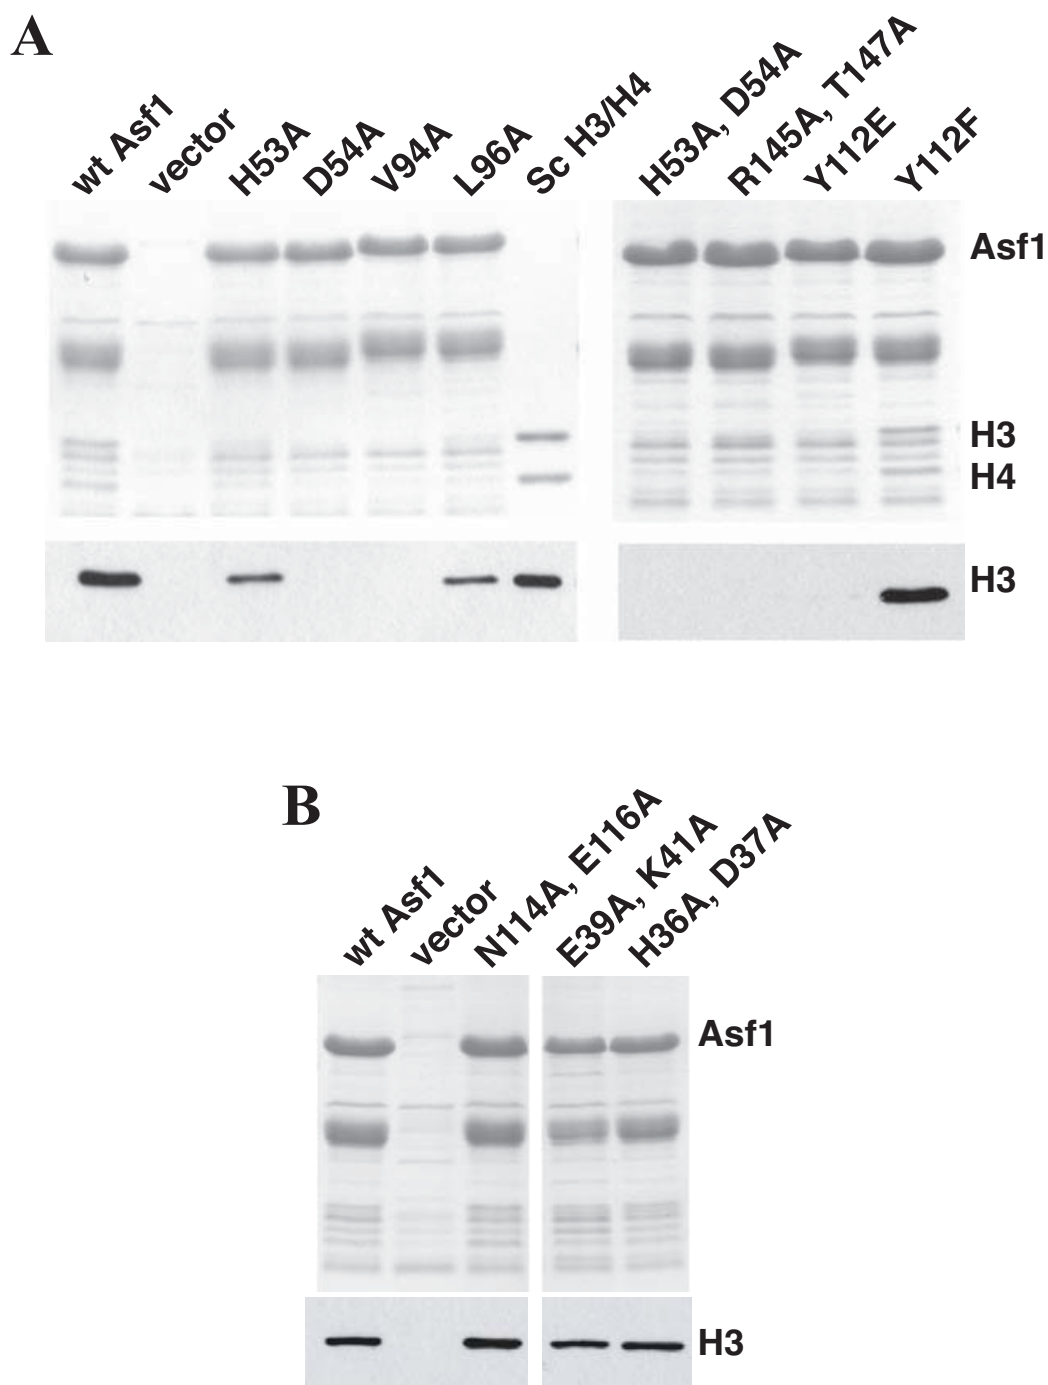 A
wt Asf1
vector
H53A
D54A
V94A
L96A
Sc H3/H4
H53A, D54A
R145A, T147A
Y112E
Y112F
Asf1
H3
H4
H3
B
wt Asf1
vector
N114A, E116A
E39A, K41A
H36A, D37A
Asf1
H3